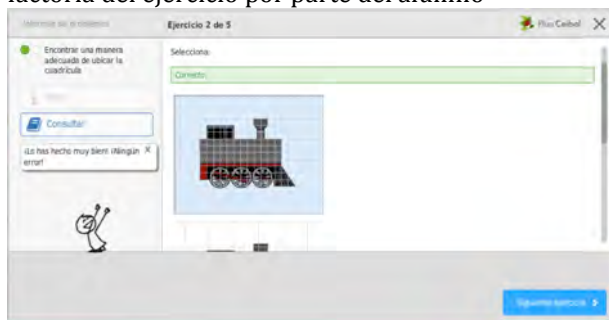 factoria del ejercicio por parte del alumno
Ejercicio 2 de 5
Encontrar una manera
adecuada de ubicar la
cuadrícula
Selecciona:
Correcto
Consultar
¡Lo has hecho muy bien! ¡Ningún
error!
Siguiente ejercicio